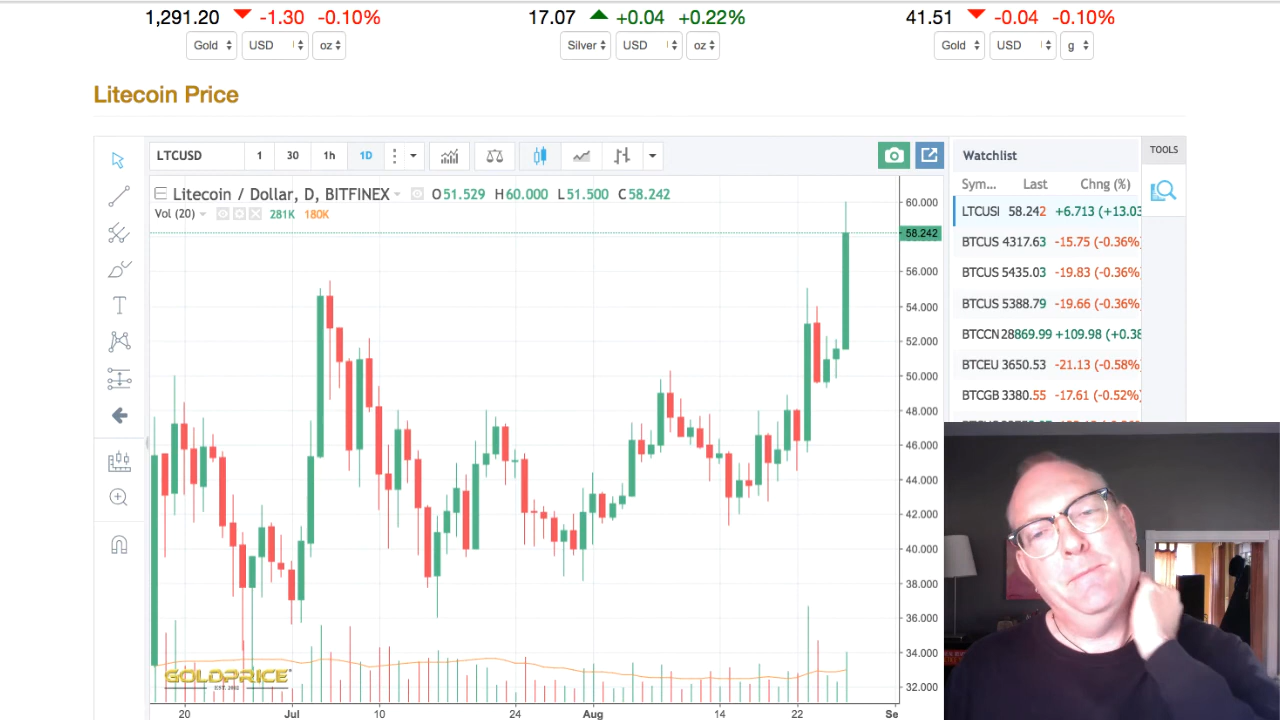 1,291.20 -1.30 -0.10%
17.07 +0.04 +0.22%
41.51 -0.04 -0.10%
Gold USD oz
Silver USD oz
Gold USD g
Litecoin Price
LTCUSD 1 30 1h 1D
Litecoin / Dollar, D, BITFINEX O51.529 H60.000 L51.500 C58.242
Vol (20) 281K 180K
60.000
58.242
56.000
54.000
52.000
50.000
48.000
46.000
44.000
42.000
40.000
38.000
36.000
34.000
32.000
20 Jul 10 24 Aug 14 22 Se
GOLDPRICE
EST. 2002
Watchlist
TOOLS
Sym... Last Chng (%)
LTCUSI 58.242 +6.713 (+13.03
BTCUS 4317.63 -15.75 (-0.36%
BTCUS 5435.03 -19.83 (-0.36%
BTCUS 5388.79 -19.66 (-0.36%
BTCCN 28869.99 +109.98 (+0.38
BTCEU 3650.53 -21.13 (-0.58%
BTCGB 3380.55 -17.61 (-0.52%